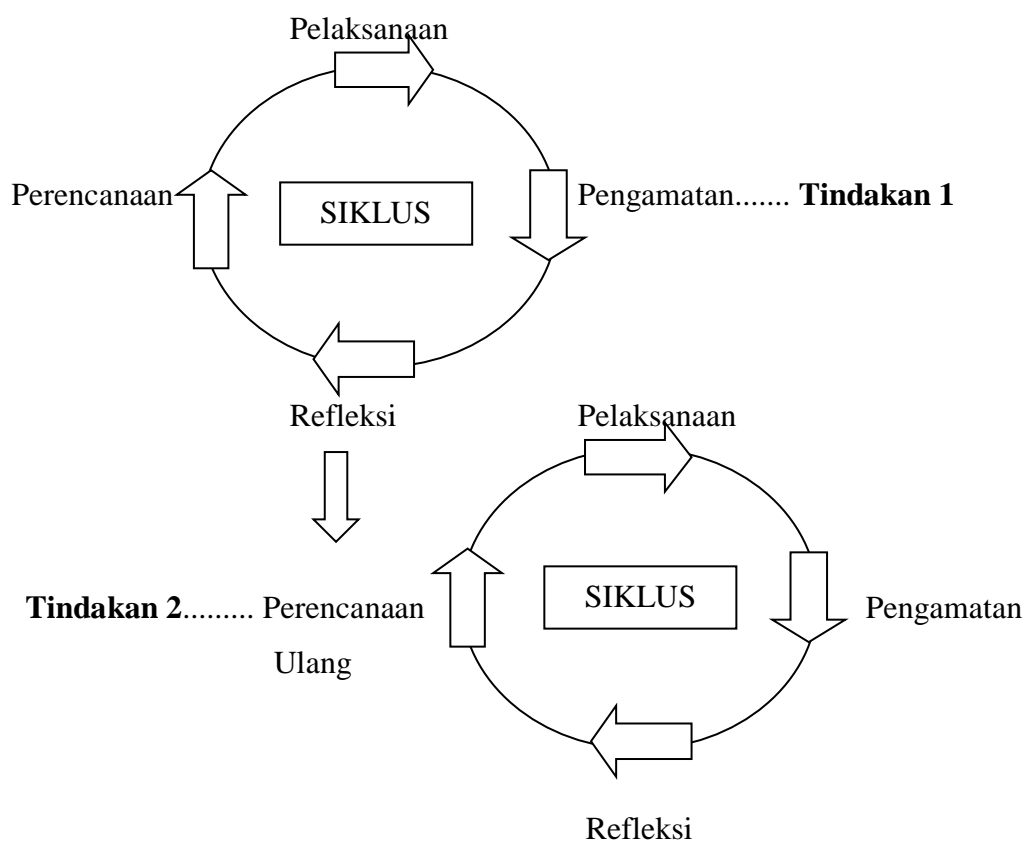 Pelaksanaan
Perencanaan
SIKLUS
Pengamatan....... Tindakan 1
Refleksi
Pelaksanaan
Tindakan 2......... Perencanaan
Ulang
SIKLUS
Pengamatan
Refleksi